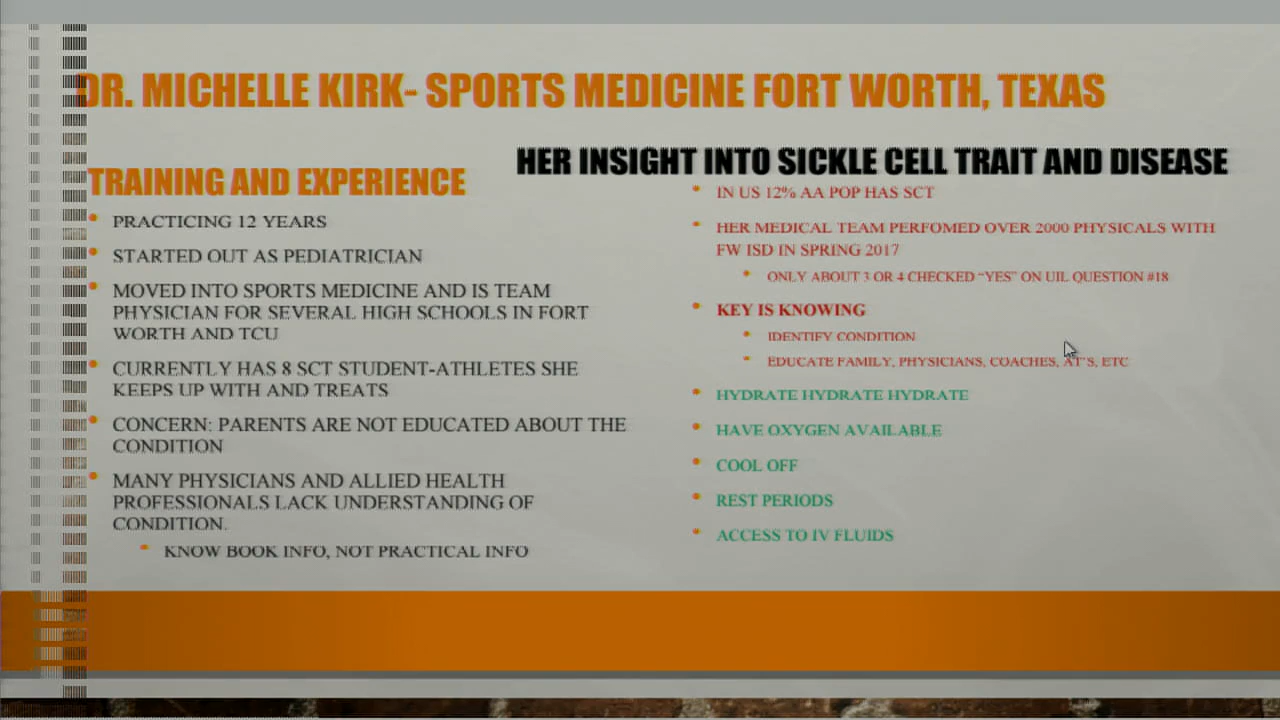 DR. MICHELLE KIRK- SPORTS MEDICINE FORT WORTH, TEXAS
TRAINING AND EXPERIENCE
PRACTICING 12 YEARS
STARTED OUT AS PEDIATRICIAN
MOVED INTO SPORTS MEDICINE AND IS TEAM
PHYSICIAN FOR SEVERAL HIGH SCHOOLS IN FORT
WORTH AND TCU
CURRENTLY HAS 8 SCT STUDENT-ATHLETES SHE
KEEPS UP WITH AND TREATS
CONCERN: PARENTS ARE NOT EDUCATED ABOUT THE
CONDITION
MANY PHYSICIANS AND ALLIED HEALTH
PROFESSIONALS LACK UNDERSTANDING OF
CONDITION.
KNOW BOOK INFO, NOT PRACTICAL INFO
HER INSIGHT INTO SICKLE CELL TRAIT AND DISEASE
IN US 12% AA POP HAS SCT
HER MEDICAL TEAM PERFOMED OVER 2000 PHYSICALS WITH
FW ISD IN SPRING 2017
ONLY ABOUT 3 OR 4 CHECKED “YES” ON UIL QUESTION #18
KEY IS KNOWING
IDENTIFY CONDITION
EDUCATE FAMILY, PHYSICIANS, COACHES, AT’S, ETC
HYDRATE HYDRATE HYDRATE
HAVE OXYGEN AVAILABLE
COOL OFF
REST PERIODS
ACCESS TO IV FLUIDS